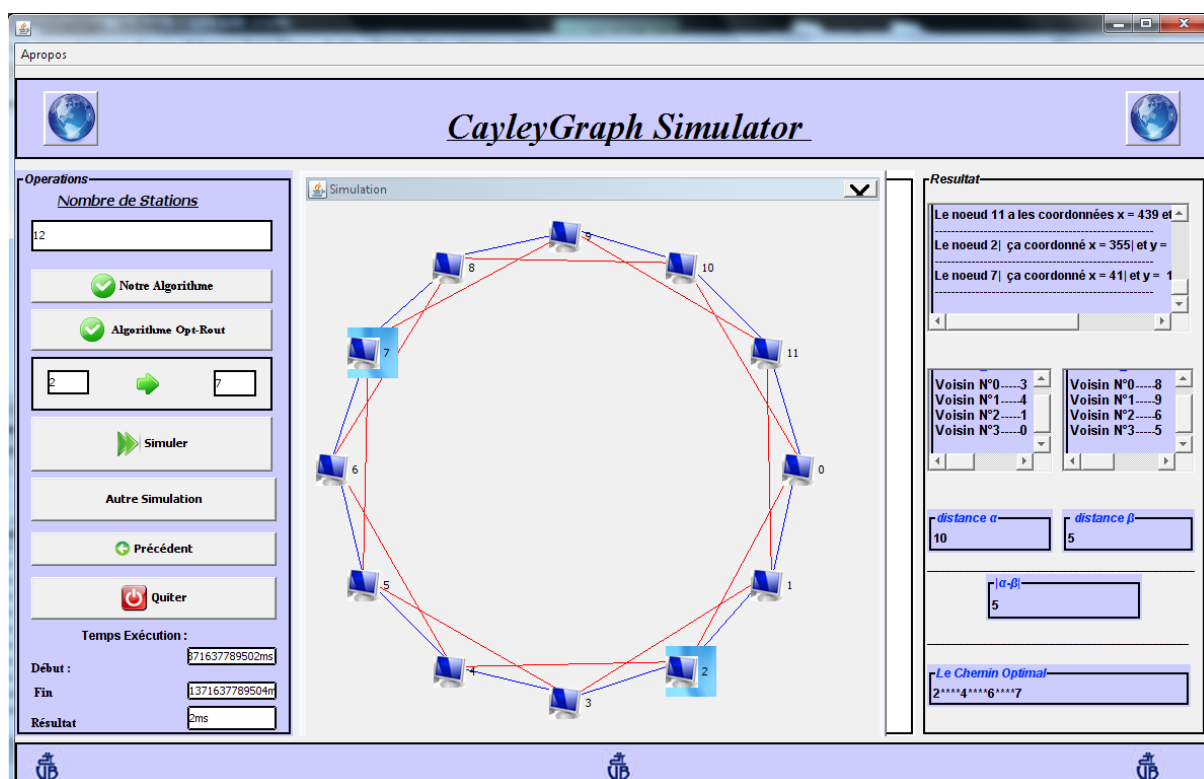 Apropos
CayleyGraph Simulator
Operations
Nombre de Stations
12
Notre Algorithme
Algorithme Opt-Rout
2
7
Simuler
Autre Simulation
Précédent
Quiter
Temps Exécution :
Début :
871637789502ms
Fin
1371637789504m
Résultat
2ms
Simulation
9
8
10
7
11
6
0
5
1
4
2
3
Resultat
Le noeud 11 a les coordonnées x = 439 et
Le noeud 2| ça coordonné x = 355| et y =
Le noeud 7| ça coordonné x = 41| et y = 1
Voisin N°0----3
Voisin N°1----4
Voisin N°2----1
Voisin N°3----0
Voisin N°0----8
Voisin N°1----9
Voisin N°2----6
Voisin N°3----5
distance α
10
distance β
5
|α-β|
5
Le Chemin Optimal
2****4****6****7
UB
UB
UB